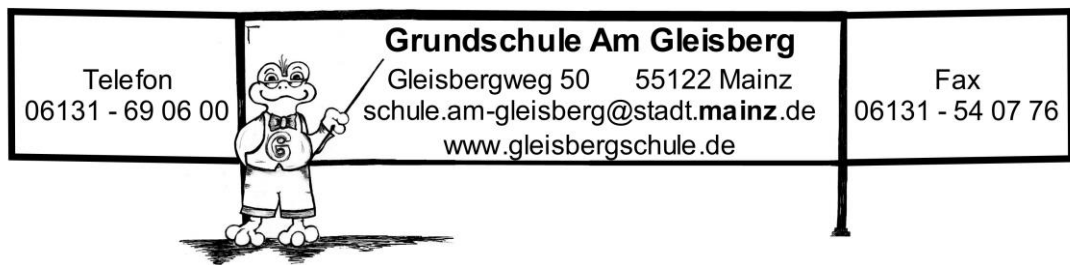 Telefon
06131 - 69 06 00
Grundschule Am Gleisberg
Gleisbergweg 50 55122 Mainz
schule.am-gleisberg@stadt.mainz.de
www.gleisbergschule.de
G
Fax
06131 - 54 07 76